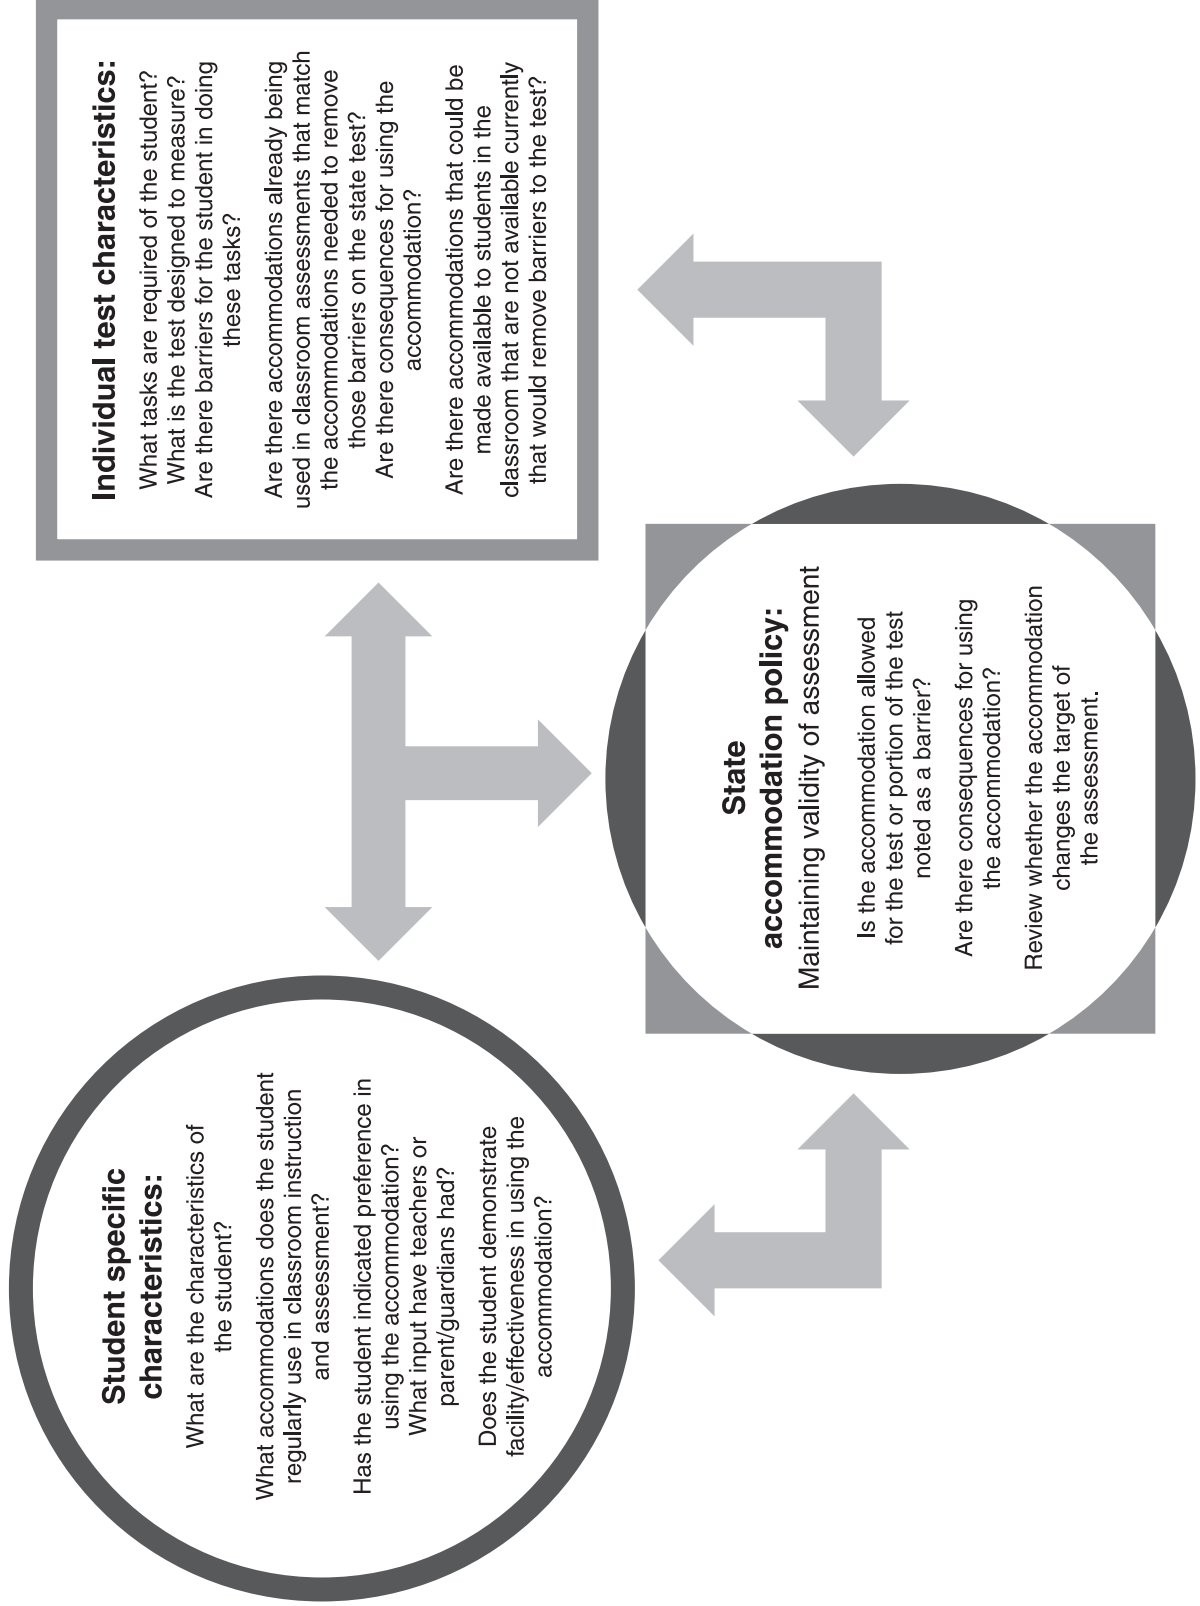 Student specific
characteristics:
What are the characteristics of
the student?
What accommodations does the student
regularly use in classroom instruction
and assessment?
Has the student indicated preference in
using the accommodation?
What input have teachers or
parent/guardians had?
Does the student demonstrate
facility/effectiveness in using the
accommodation?
Individual test characteristics:
What tasks are required of the student?
What is the test designed to measure?
Are there barriers for the student in doing
these tasks?
Are there accommodations already being
used in classroom assessments that match
the accommodations needed to remove
those barriers on the state test?
Are there consequences for using the
accommodation?
Are there accommodations that could be
made available to students in the
classroom that are not available currently
that would remove barriers to the test?
State
accommodation policy:
Maintaining validity of assessment
Is the accommodation allowed
for the test or portion of the test
noted as a barrier?
Are there consequences for using
the accommodation?
Review whether the accommodation
changes the target of
the assessment.